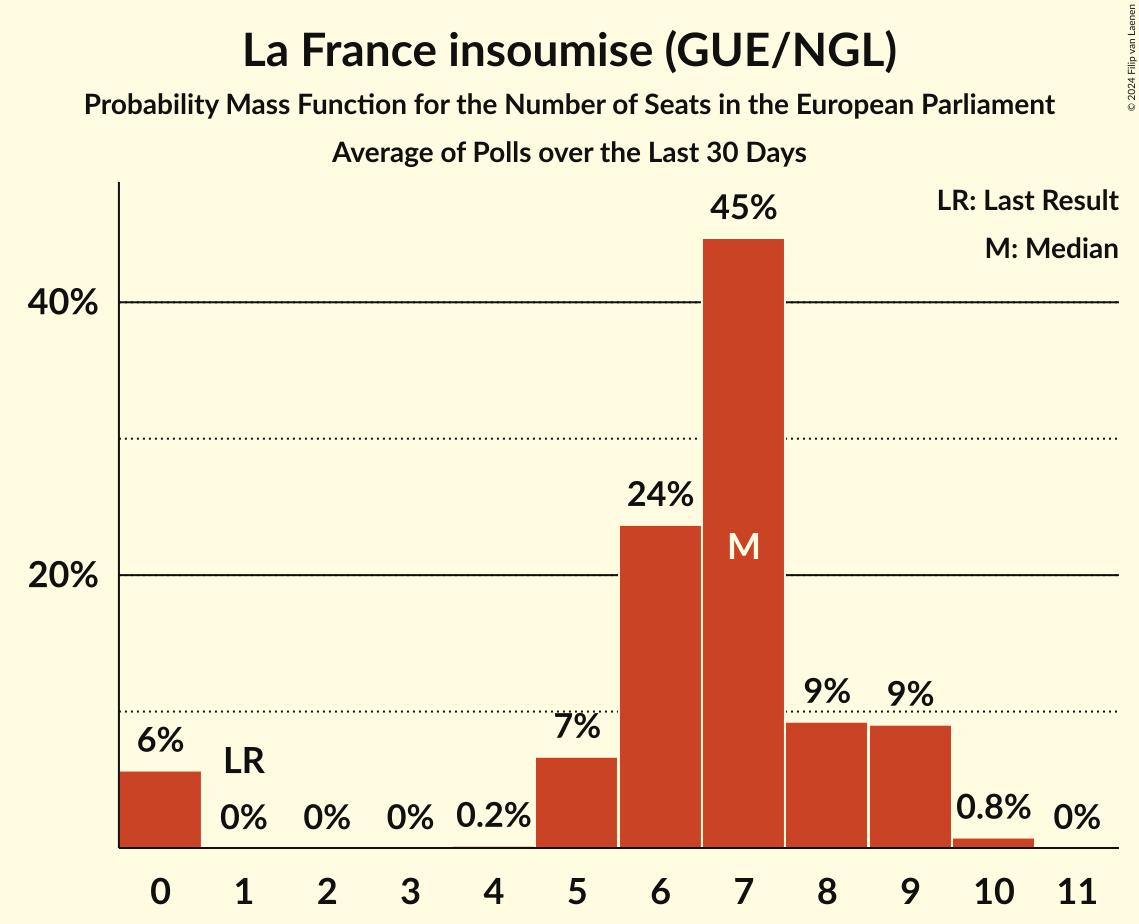 La France insoumise (GUE/NGL)
Probability Mass Function for the Number of Seats in the European Parliament
Average of Polls over the Last 30 Days
© 2024 Filip van Laenen
LR: Last Result
M: Median
45%
40%
24%
M
20%
9%
9%
7%
6%
LR
0%
0%
0%
0.2%
0.8%
0%
0 1 2 3 4 5 6 7 8 9 10 11